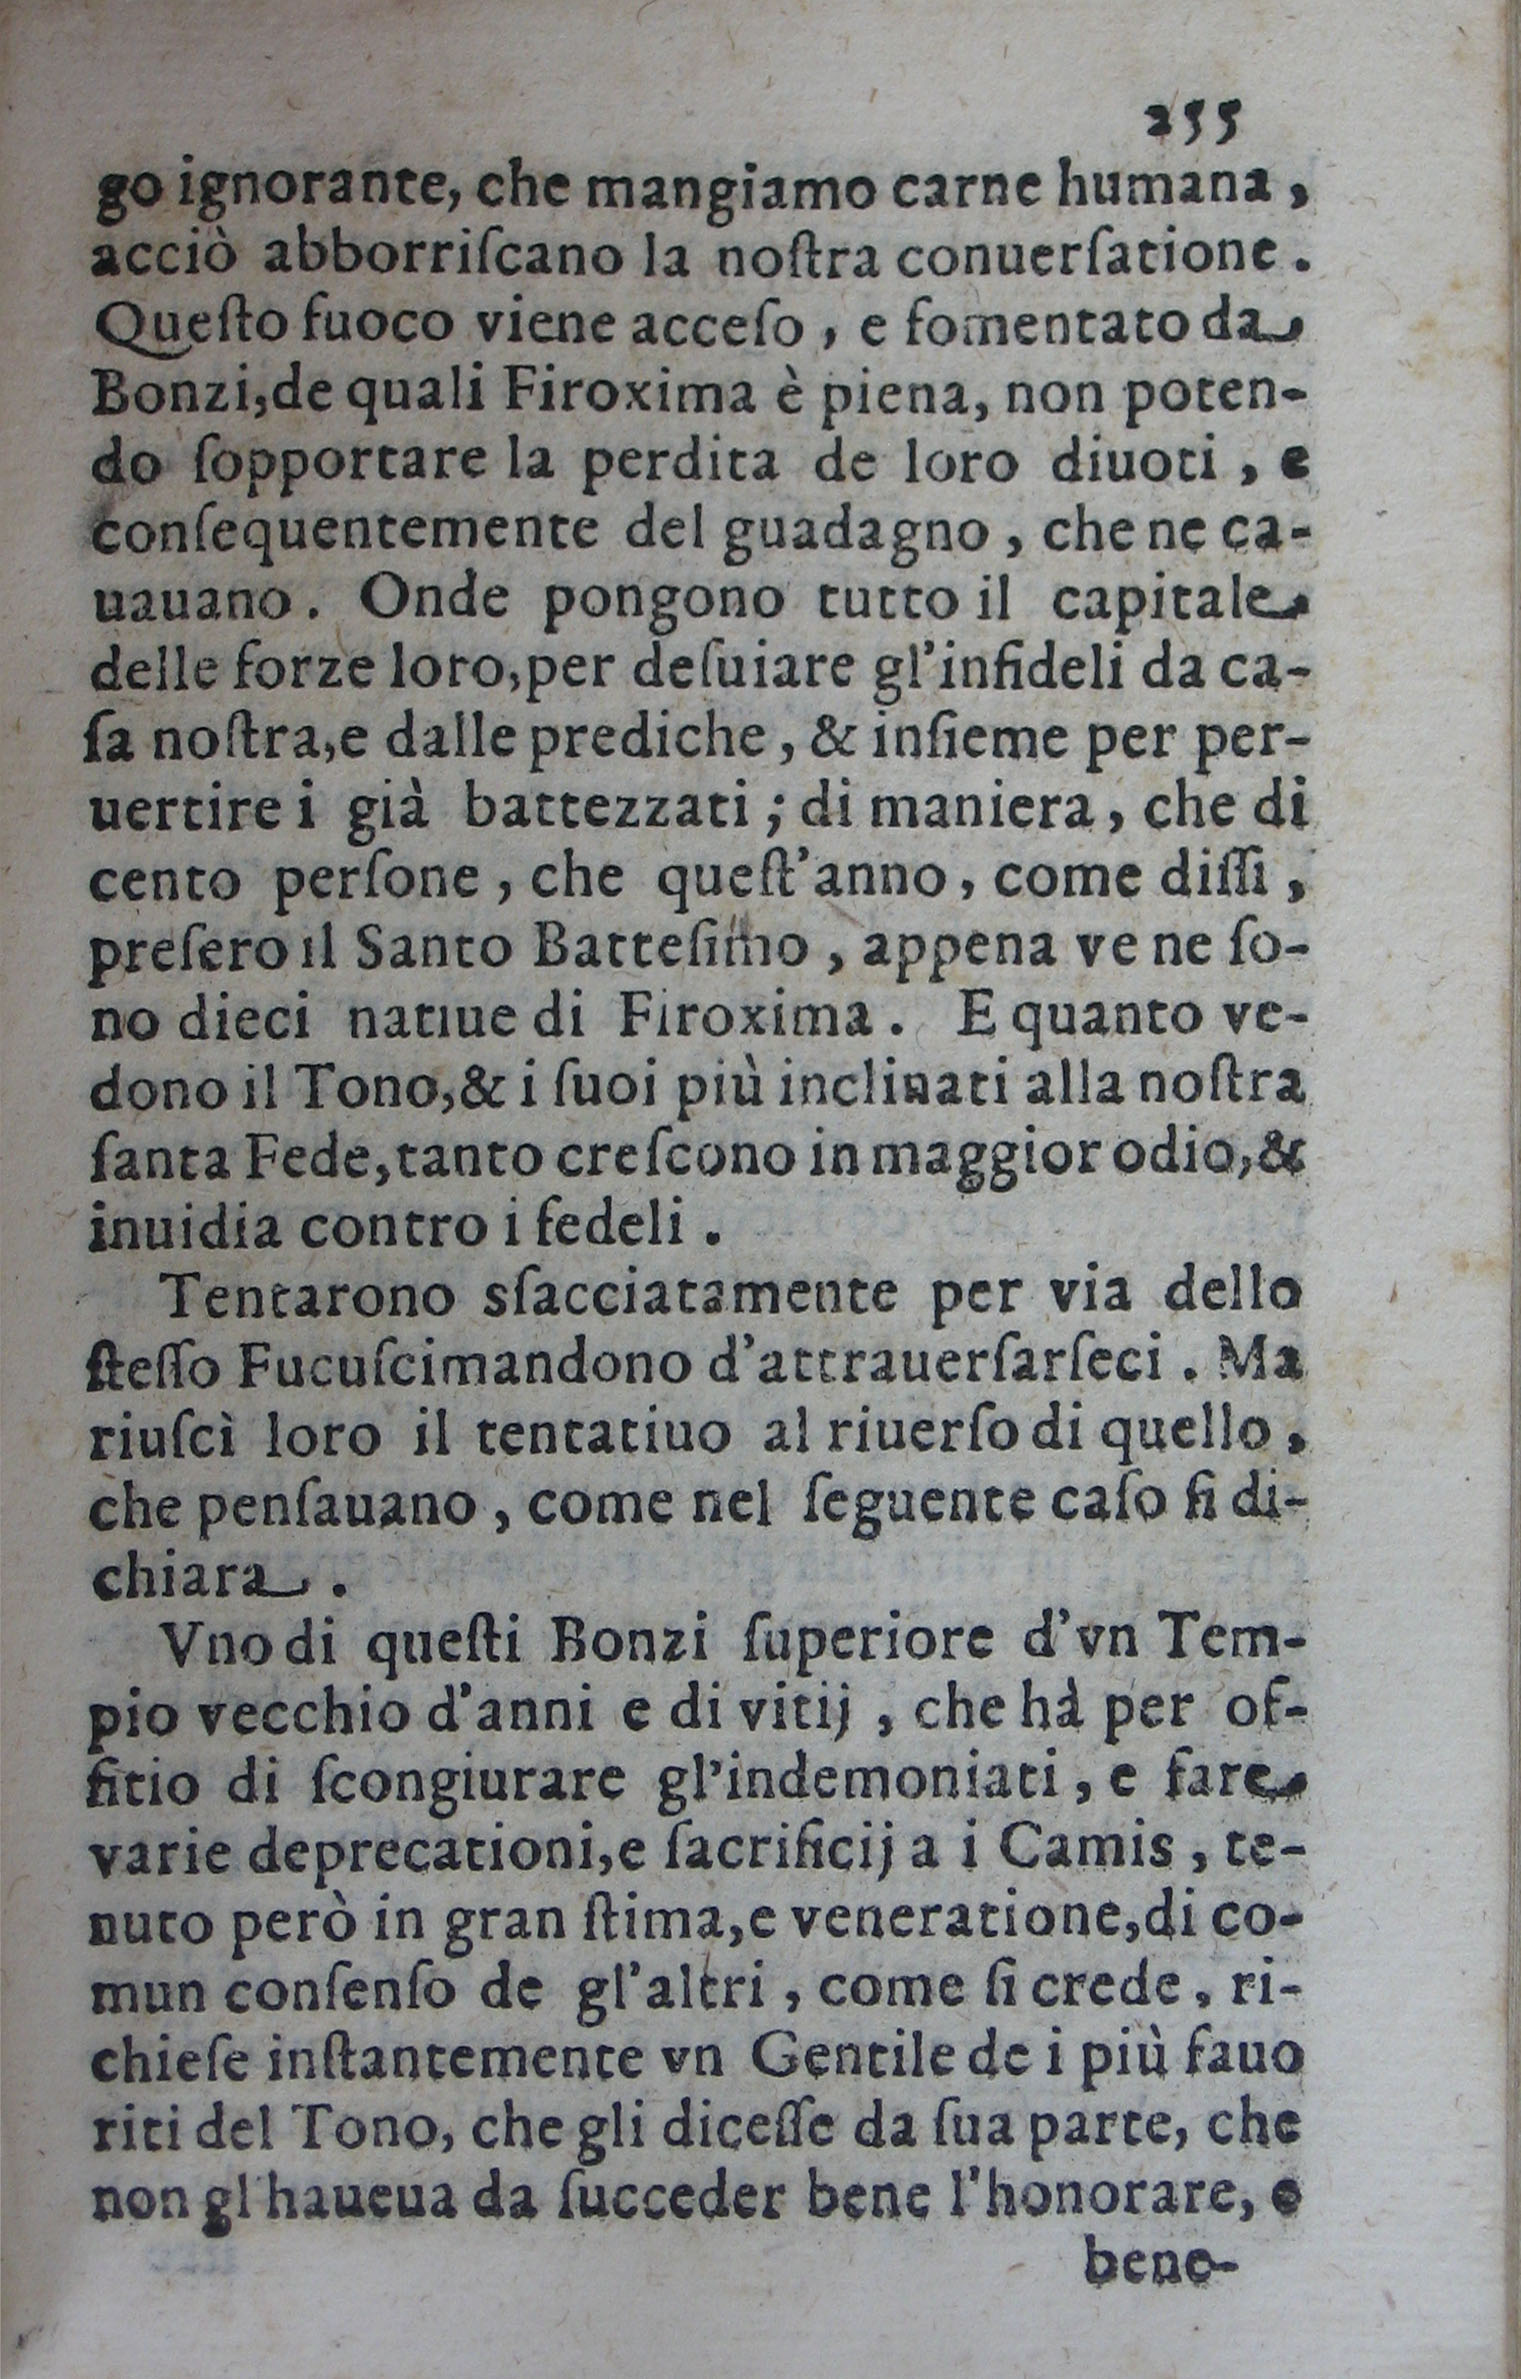 255
go ignorante, che mangiamo carne humana,
acciò abborriſcano la noſtra conuerſatione.
Queſto fuoco viene acceſo, e fomentato da
Bonzi, de quali Firoxima è piena, non poten-
do ſopportare la perdita de loro diuoti, e
conſequentemente del guadagno, che ne ca-
uauano. Onde pongono tutto il capitale
delle forze loro, per deſuiare gl'infideli da ca-
ſa noſtra, e dalle prediche, & inſieme per per-
uertire i già battezzati; di maniera, che di
cento perſone, che queſt'anno, come diſſi,
preſero il Santo Batteſimo, appena ve ne ſo-
no dieci natiue di Firoxima. E quanto ve-
dono il Tono, & i ſuoi più inclinati alla noſtra
ſanta Fede, tanto creſcono in maggior odio, &
inuidia contro i fedeli.
Tentarono sfacciatamente per via dello
ſteſſo Fucuſcimandono d'attrauerſarſeci. Ma
riuſcì loro il tentatiuo al riuerſo di quello,
che penſauano, come nel ſeguente caſo ſi di-
chiara.
Vno di queſti Bonzi ſuperiore d'vn Tem-
pio vecchio d'anni e di vitij, che hà per of-
fitio di ſcongiurare gl'indemoniati, e fare
varie deprecationi, e ſacrificij a i Camis, te-
nuto però in gran ſtima, e veneratione, di co-
mun conſenſo de gl'altri, come ſi crede, ri-
chieſe inſtantemente vn Gentile de i più fauo
riti del Tono, che gli diceſſe da ſua parte, che
non gl'haueua da ſucceder bene l'honorare, e
bene-